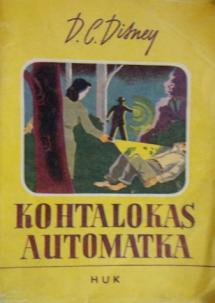 D. C. Disney
KOHTALOKAS
AUTOMATKA
HUK